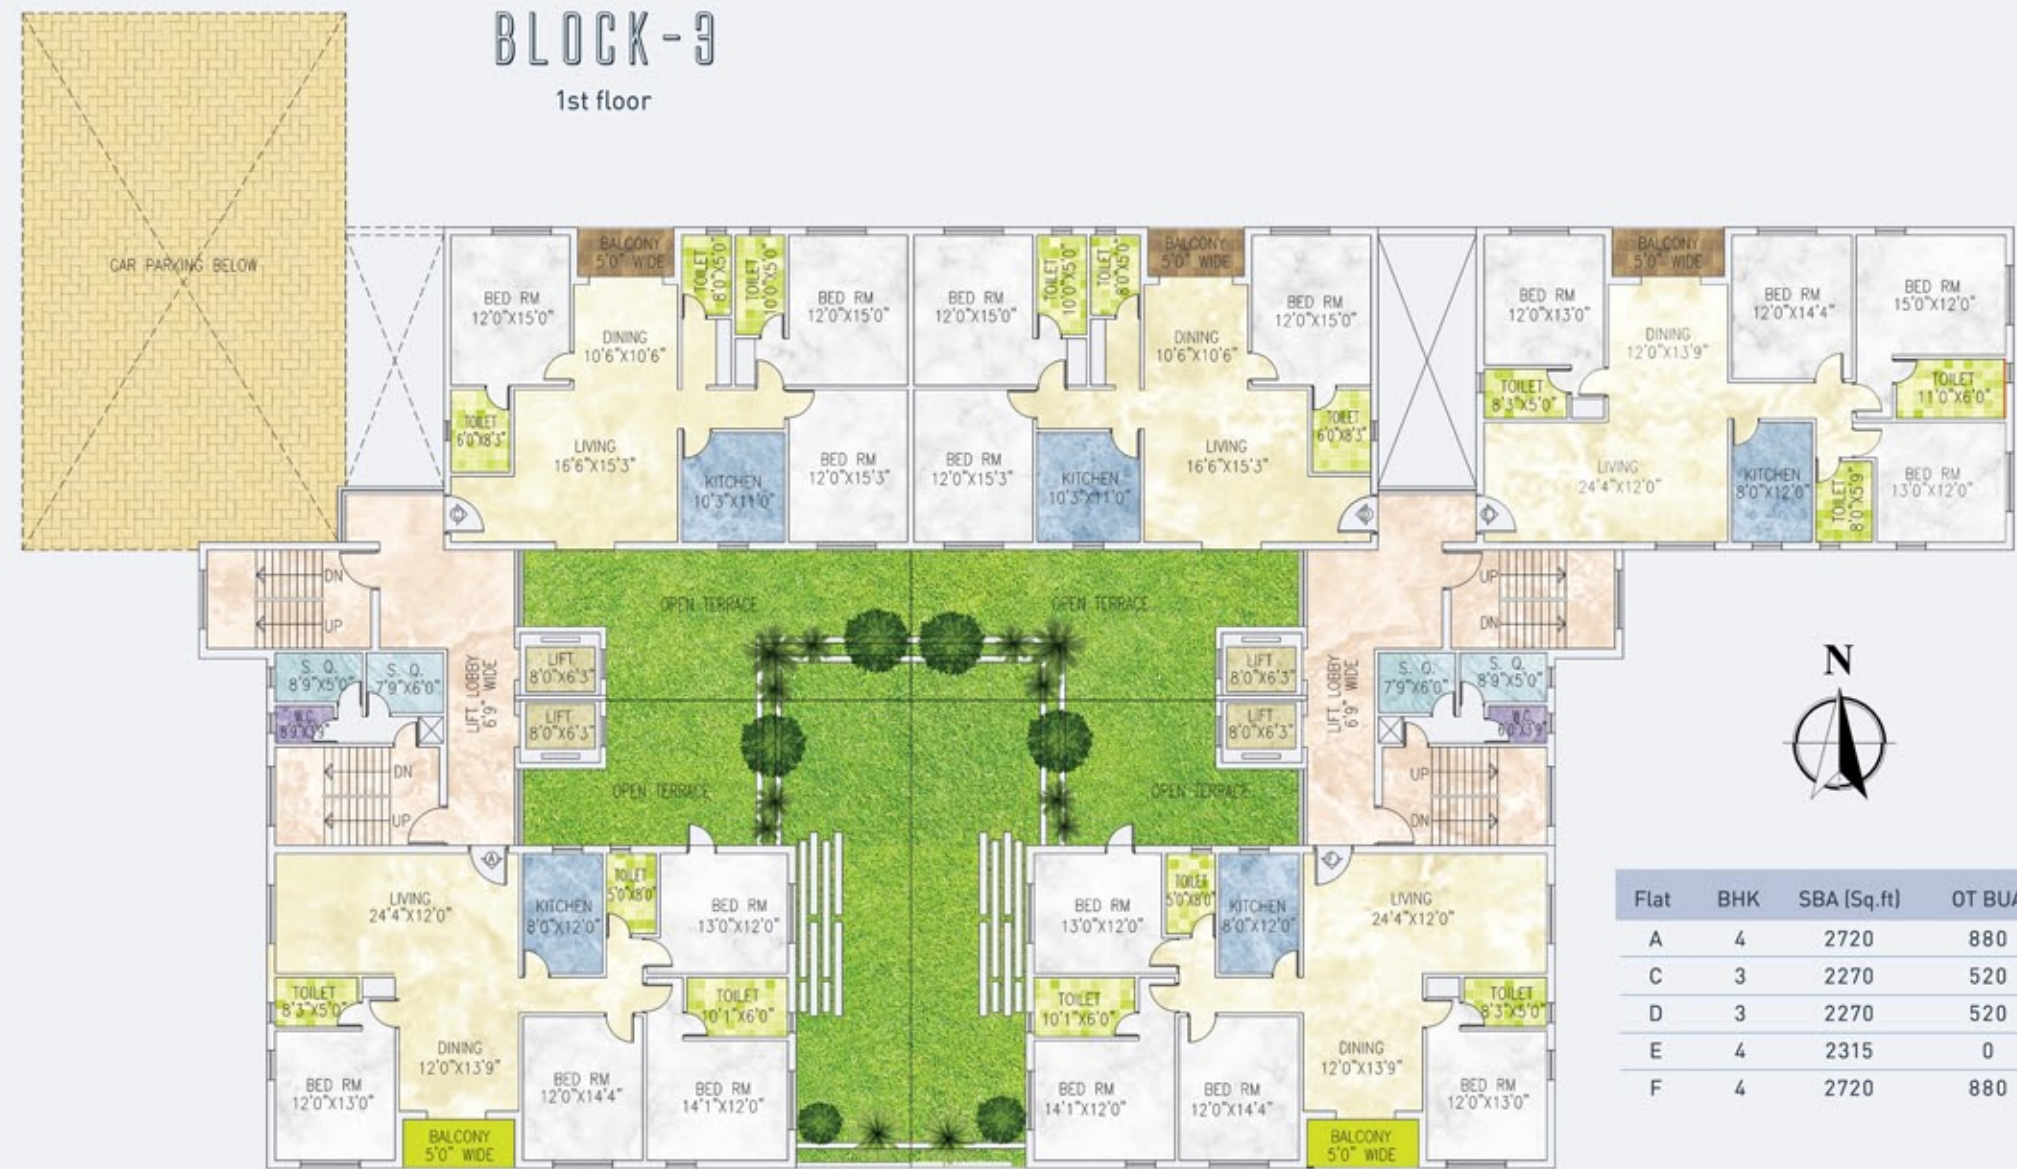 BLOCK-3
1st floor
CAR PARKING BELOW
BED RM
12'0"X15'0"
BALCONY
5'0" WIDE
TOILET
8'0"X5'0"
TOILET
10'0"X5'0"
BED RM
12'0"X15'0"
BED RM
12'0"X15'0"
TOILET
10'0"X5'0"
TOILET
8'0"X5'0"
BALCONY
5'0" WIDE
BED RM
12'0"X15'0"
BED RM
12'0"X13'0"
BALCONY
5'0" WIDE
BED RM
12'0"X14'4"
BED RM
15'0"X12'0"
DINING
10'6"X10'6"
DINING
10'6"X10'6"
DINING
12'0"X13'9"
TOILET
6'0"X8'3"
LIVING
16'6"X15'3"
KITCHEN
10'3"X11'0"
BED RM
12'0"X15'3"
BED RM
12'0"X15'3"
KITCHEN
10'3"X11'0"
LIVING
16'6"X15'3"
TOILET
6'0"X8'3"
TOILET
8'3"X5'0"
TOILET
11'0"X6'0"
LIVING
24'4"X12'0"
KITCHEN
8'0"X12'0"
TOILET
8'0"X5'9"
BED RM
13'0"X12'0"
C
DN
UP
OPEN TERRACE
OPEN TERRACE
UP
DN
S. Q.
8'9"X5'0"
S. Q.
7'9"X6'0"
LIFT LOBBY
6'9" WIDE
LIFT
8'0"X6'3"
LIFT
8'0"X6'3"
LIFT
8'0"X6'3"
LIFT
8'0"X6'3"
LIFT LOBBY
6'9" WIDE
S. Q.
7'9"X6'0"
S. Q.
8'9"X5'0"
W.C.
W.C.
DN
UP
OPEN TERRACE
OPEN TERRACE
UP
DN
N
A
LIVING
24'4"X12'0"
KITCHEN
8'0"X12'0"
TOILET
5'0"X8'0"
BED RM
13'0"X12'0"
TOILET
8'3"X5'0"
DINING
12'0"X13'9"
TOILET
10'1"X6'0"
BED RM
12'0"X13'0"
BED RM
12'0"X14'4"
BED RM
14'1"X12'0"
BALCONY
5'0" WIDE
BED RM
13'0"X12'0"
TOILET
5'0"X8'0"
KITCHEN
8'0"X12'0"
LIVING
24'4"X12'0"
TOILET
10'1"X6'0"
TOILET
8'3"X5'0"
DINING
12'0"X13'9"
BED RM
14'1"X12'0"
BED RM
12'0"X14'4"
BED RM
12'0"X13'0"
BALCONY
5'0" WIDE
Flat BHK SBA (Sq.ft) OT BUA
A 4 2720 880
C 3 2270 520
D 3 2270 520
E 4 2315 0
F 4 2720 880